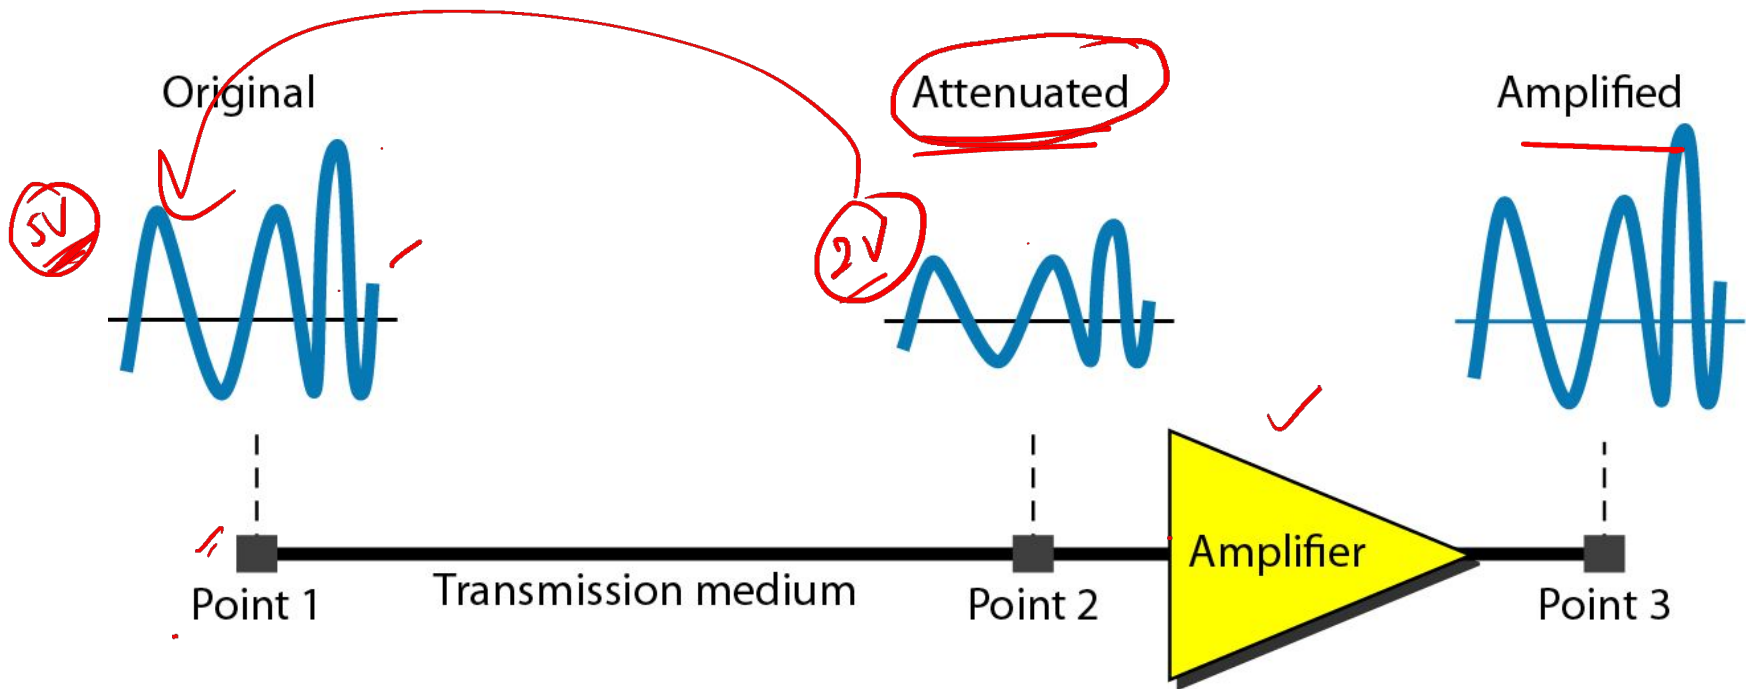 Original
Attenuated
Amplified
5V
2V
Amplifier
Transmission medium
Point 1
Point 2
Point 3